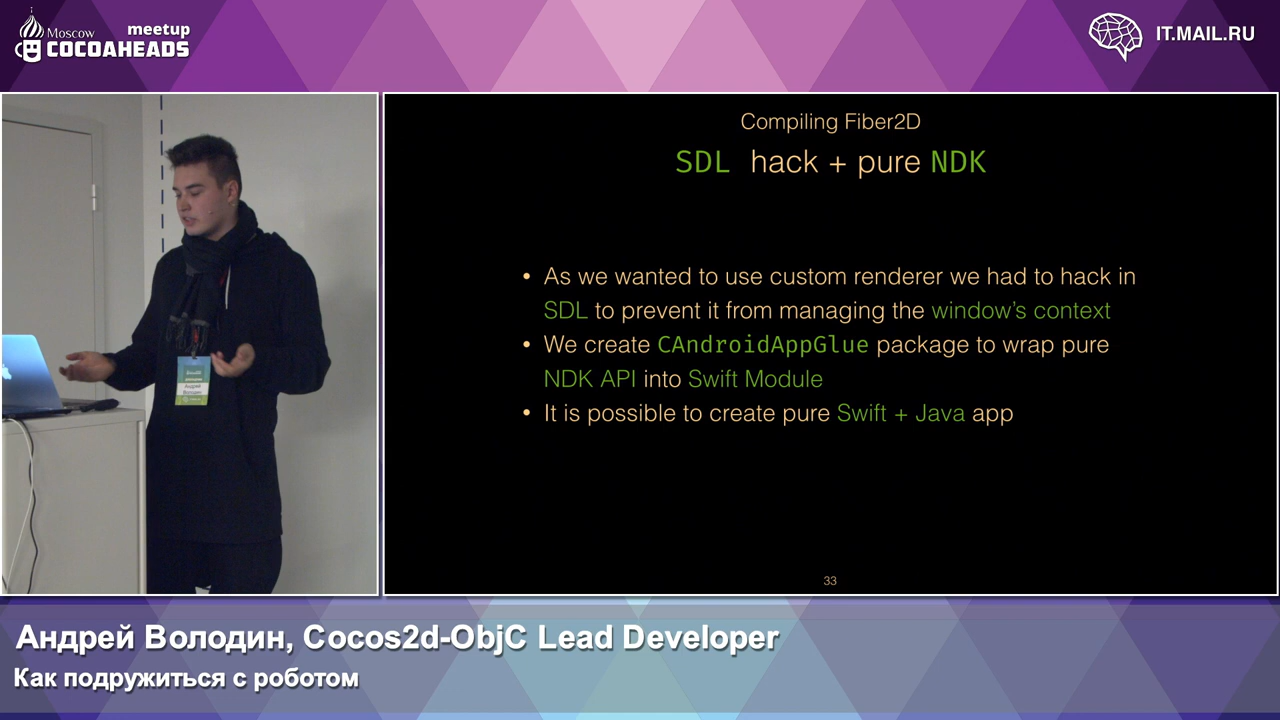 Moscow meetup
COCOAHEADS
IT.MAIL.RU
Compiling Fiber2D
SDL hack + pure NDK
• As we wanted to use custom renderer we had to hack in
SDL to prevent it from managing the window’s context
• We create CAndroidAppGlue package to wrap pure
NDK API into Swift Module
• It is possible to create pure Swift + Java app
33
Андрей
Володин
Андрей Володин, Cocos2d-ObjC Lead Developer
Как подружиться с роботом